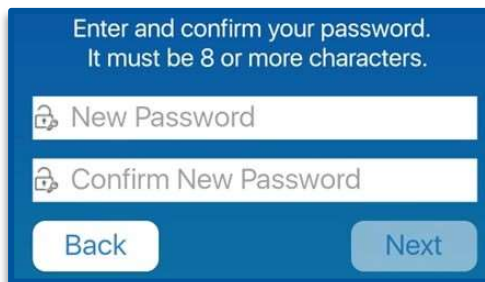 Enter and confirm your password.
It must be 8 or more characters.
New Password
Confirm New Password
Back
Next